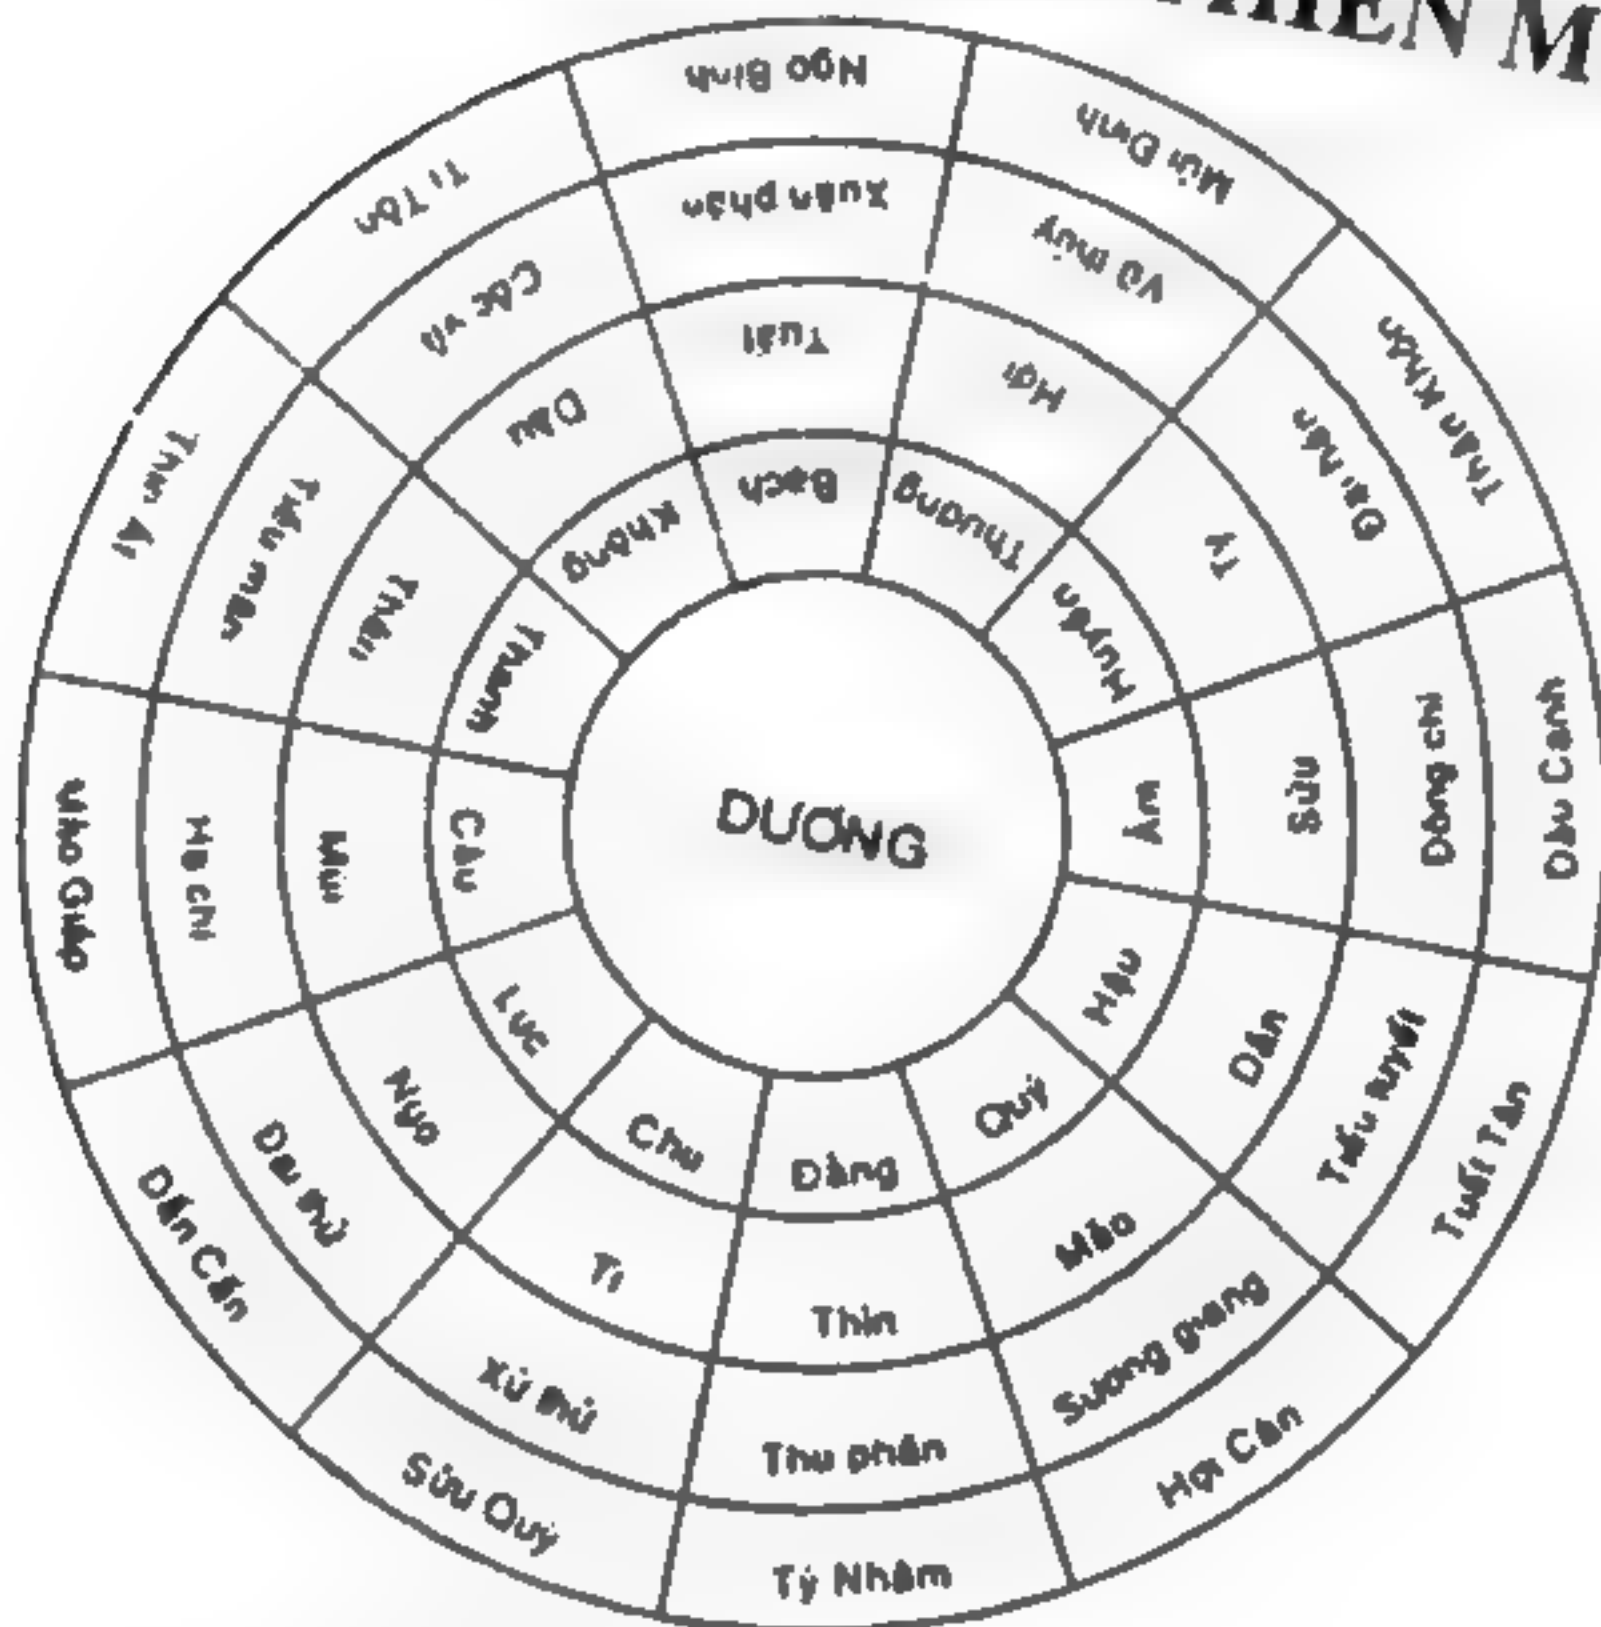 Ngọ Bính
Mùi Đinh
Thân Khôn
Dậu Canh
Tuất Tân
Hợi Càn
Tý Nhâm
Sửu Quý
Dần Cấn
Mão Giáp
Thìn Ất
Tị Tốn
Xuân phân
Vũ thủy
Đại hàn
Đông chí
Tiểu tuyết
Sương giáng
Thu phân
Xử thử
Đại thử
Hạ chí
Tiểu mãn
Cốc vũ
Tuất
Hợi
Tý
Sửu
Dần
Mão
Thìn
Tị
Ngọ
Mùi
Thân
Dậu
Bạch
Thương
Huyền
Âm
Hậu
Quý
Đằng
Chu
Lục
Câu
Thanh
Không
DƯƠNG